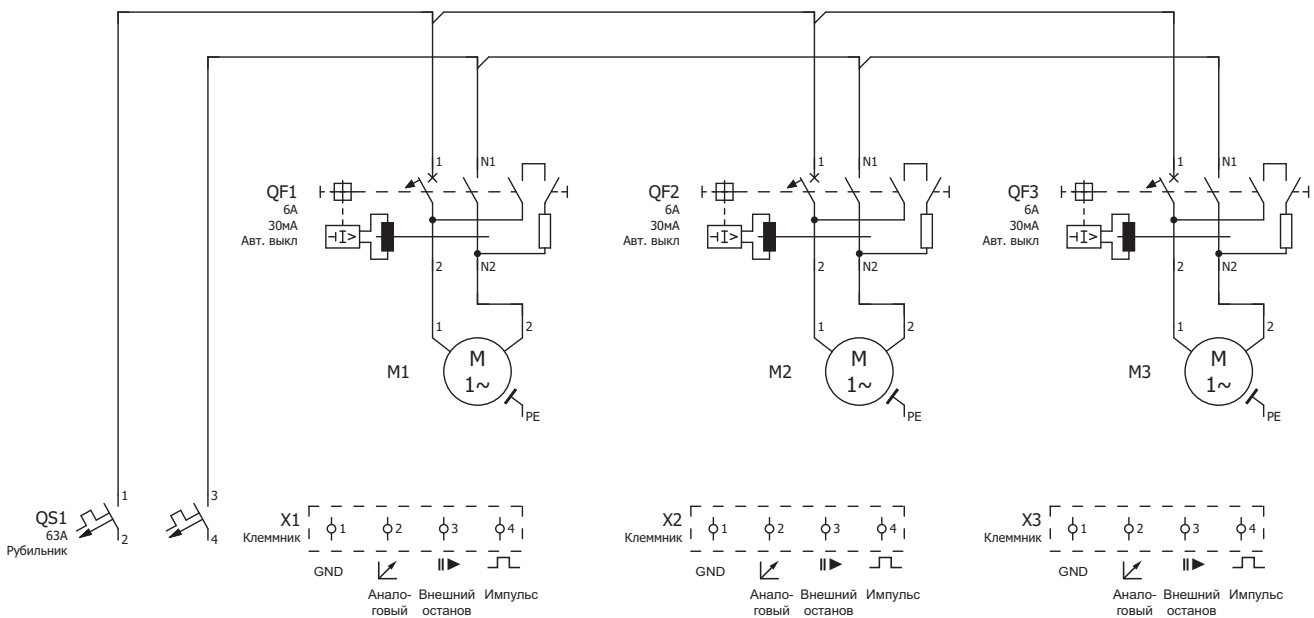 1
N1
QF1
6А
30мА
Авт. выкл
I>
2
N2
1
2
M1
M
1~
PE
1
N1
QF2
6А
30мА
Авт. выкл
I>
2
N2
1
2
M2
M
1~
PE
1
N1
QF3
6А
30мА
Авт. выкл
I>
2
N2
1
2
M3
M
1~
PE
QS1
63А
Рубильник
1
2
3
4
X1
Клеммник
1
2
3
4
GND
Анало-
говый
Внешний
останов
Импульс
X2
Клеммник
1
2
3
4
GND
Анало-
говый
Внешний
останов
Импульс
X3
Клеммник
1
2
3
4
GND
Анало-
говый
Внешний
останов
Импульс